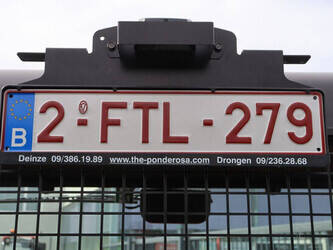 B 2-FTL-279
Deinze 09/386.19.89 www.the-ponderosa.com Drongen 09/236.28.68